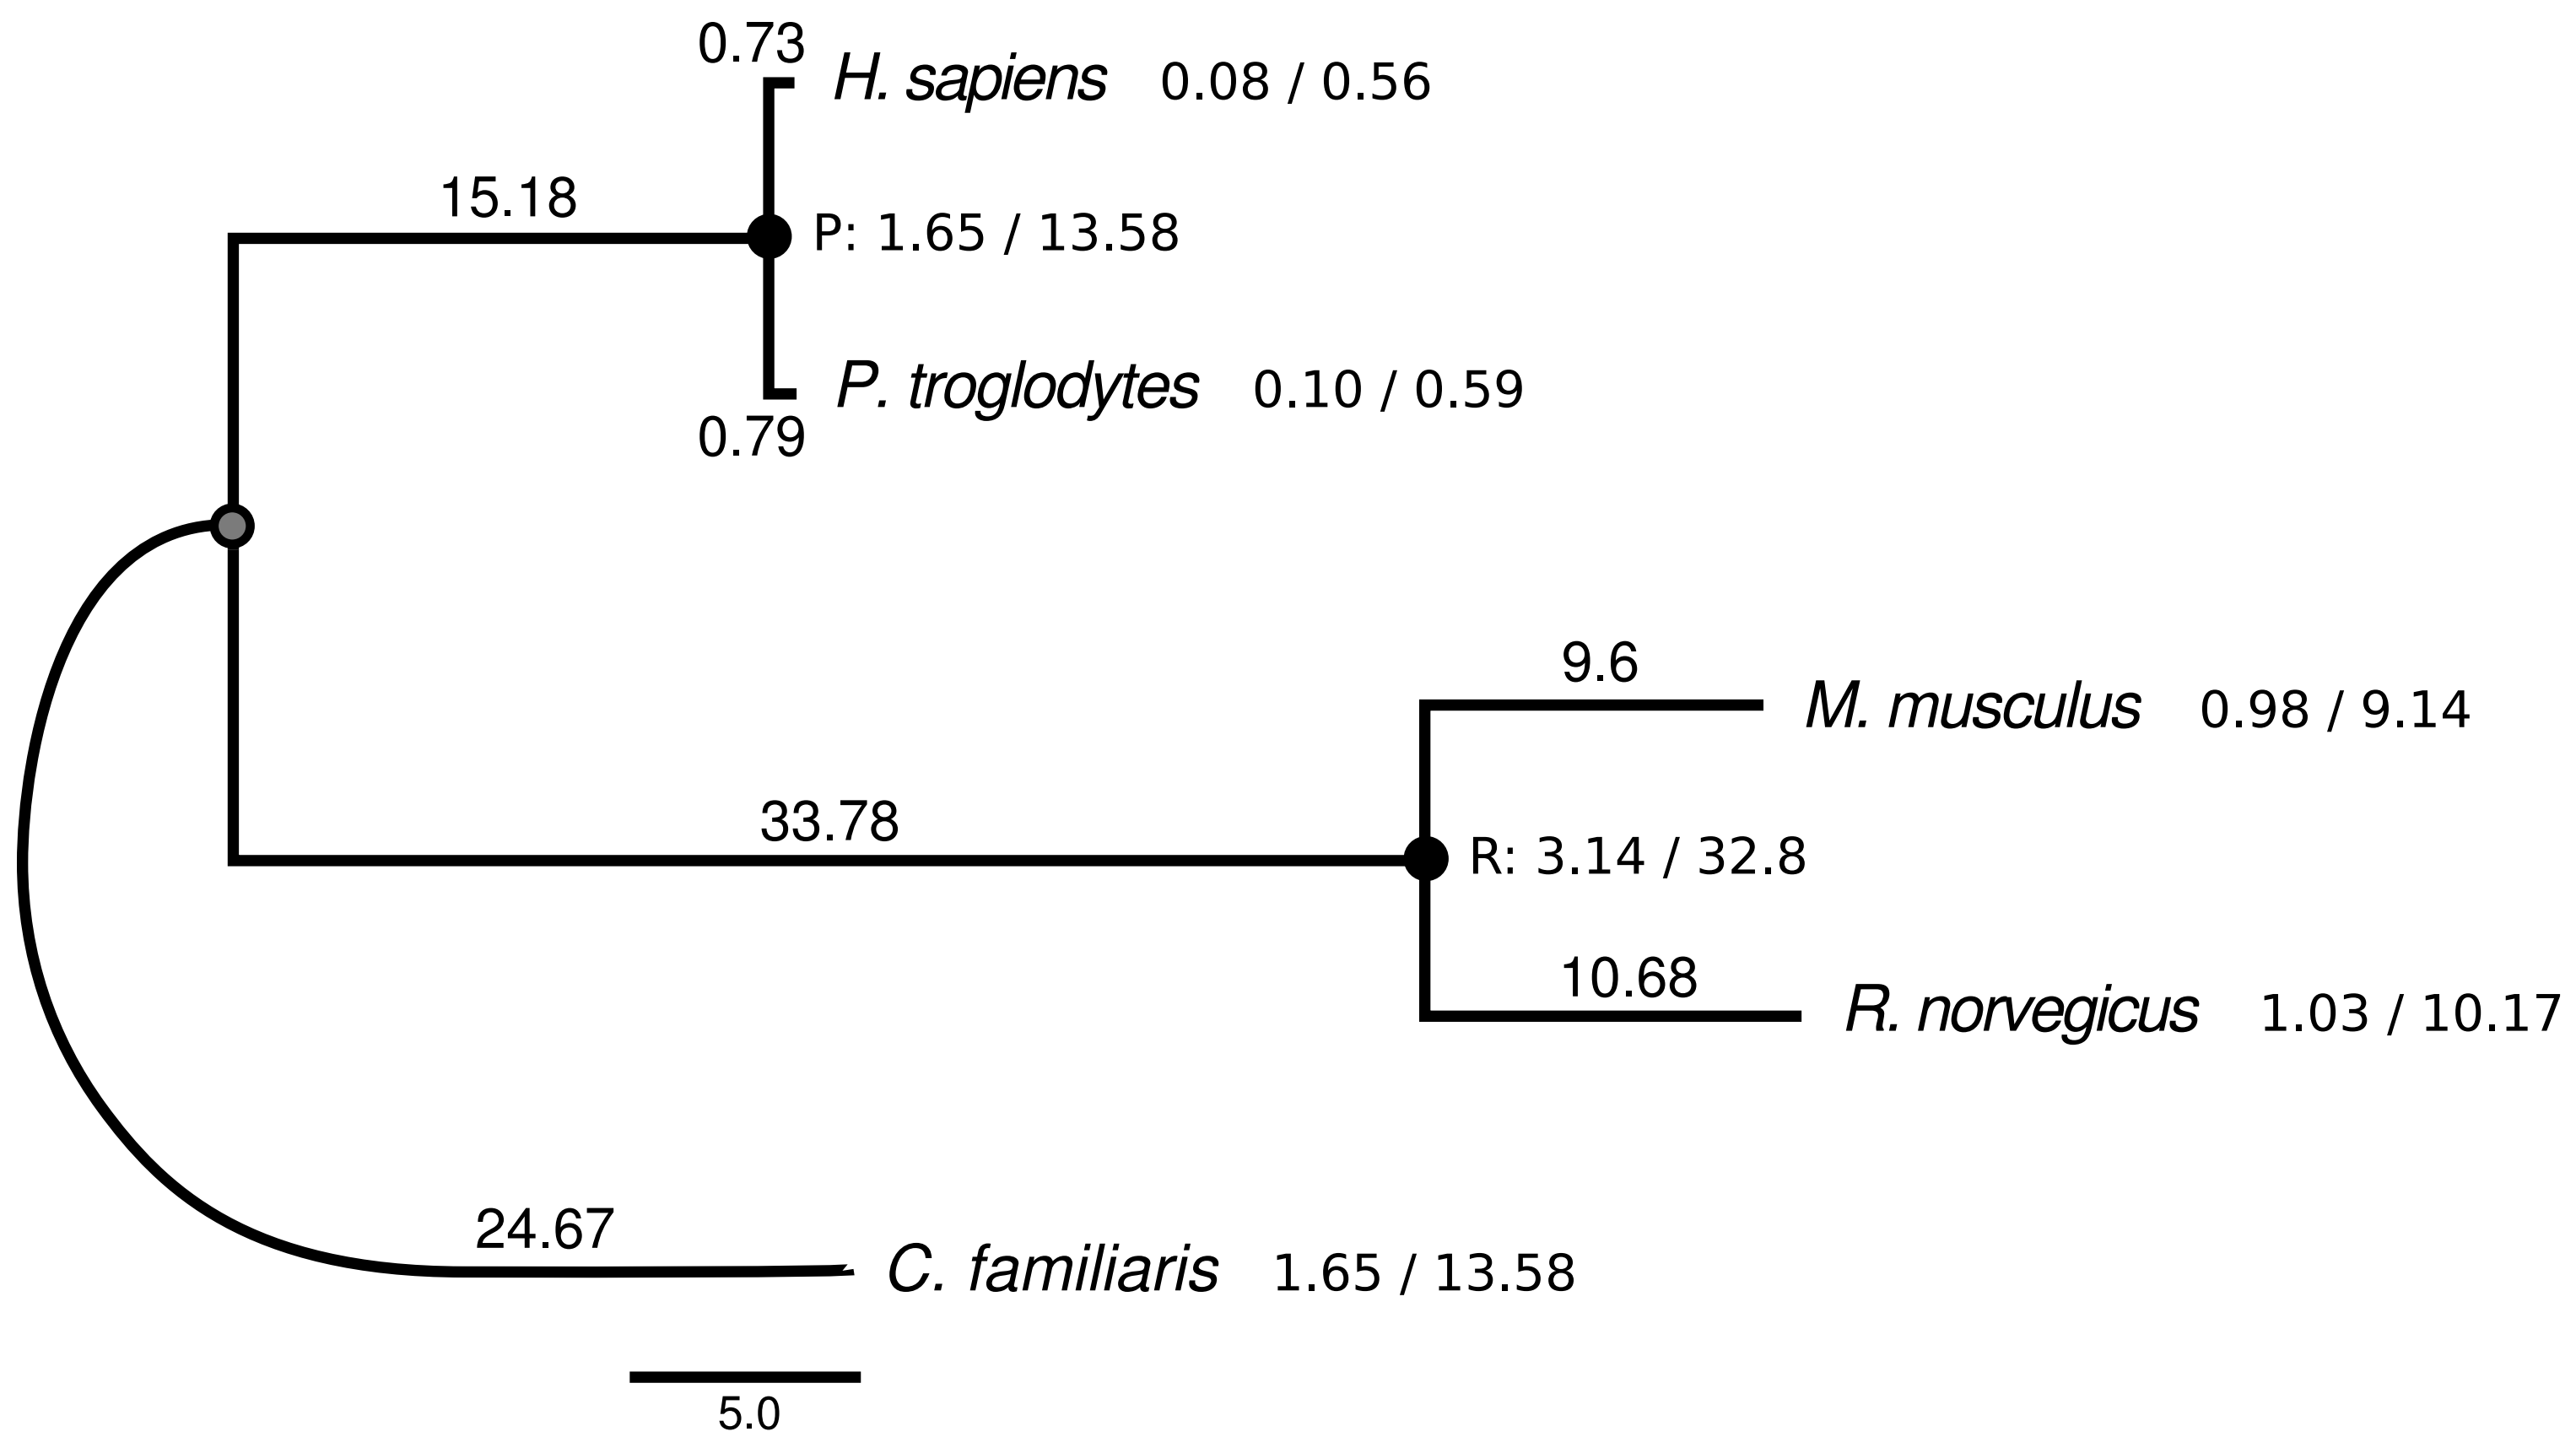 0.73
H. sapiens 0.08 / 0.56
15.18
P: 1.65 / 13.58
P. troglodytes 0.10 / 0.59
0.79
9.6
M. musculus 0.98 / 9.14
33.78
R: 3.14 / 32.8
10.68
R. norvegicus 1.03 / 10.17
24.67
C. familiaris 1.65 / 13.58
5.0